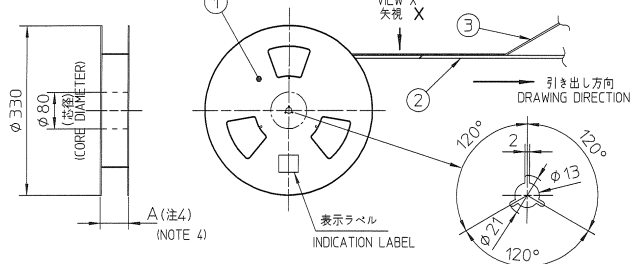 1
VIEW X
矢視 X
3
2
引き出し方向
DRAWING DIRECTION
φ330
φ80
(芯径)
(CORE DIAMETER)
A(注4)
(NOTE 4)
表示ラベル
INDICATION LABEL
120°
2
120°
φ13
φ21
120°